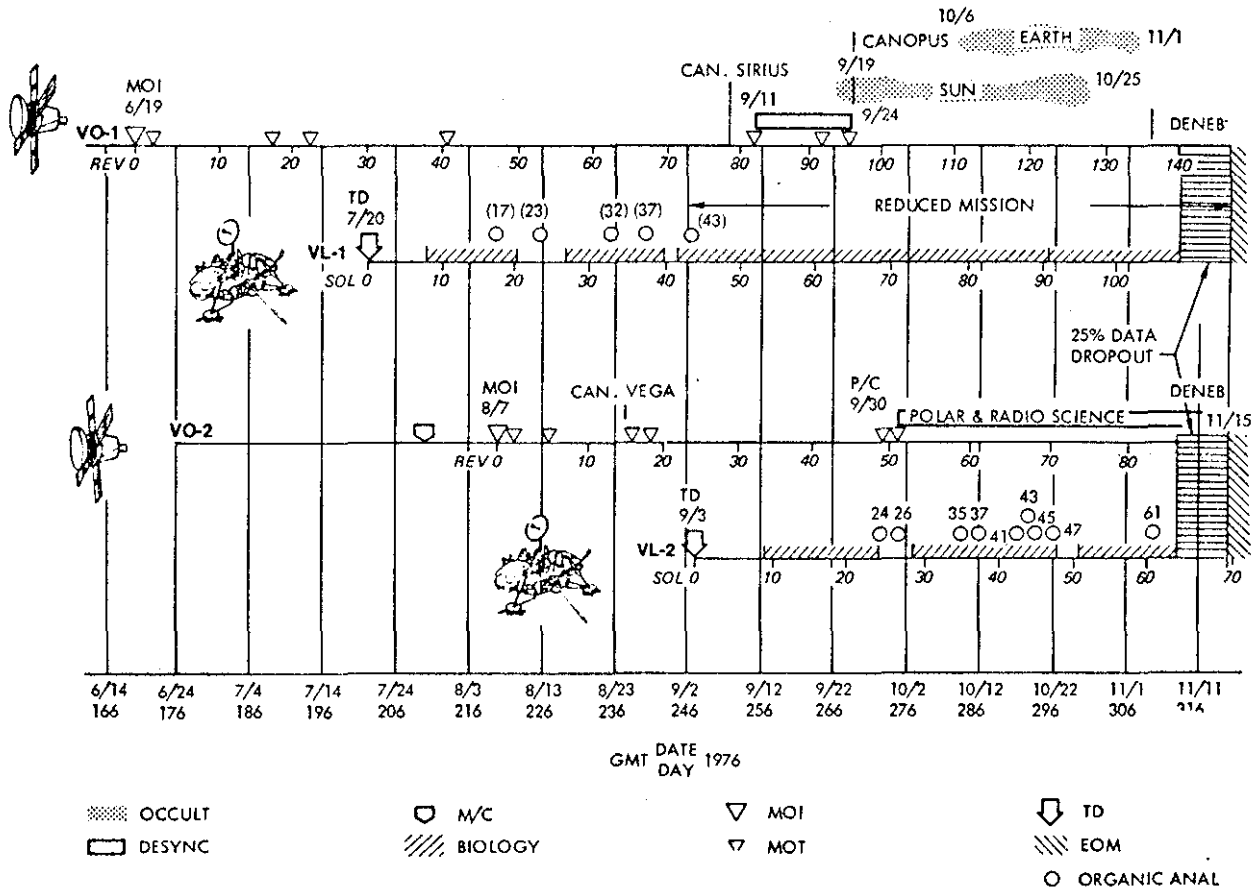 10/6
CANOPUS EARTH 11/1
CAN. SIRIUS 9/19
MOI 9/11 SUN 10/25
6/19 9/24
VO-1 DENEB
REV 0 10 20 30 40 50 60 70 80 90 100 110 120 130 140
TD
7/20 (17) (23) (32) (37) (43) REDUCED MISSION
VL-1
SOL 0 10 20 30 40 50 60 70 80 90 100
25% DATA
DROPOUT
MOI CAN. VEGA P/C DENEB
8/7 9/30
VO-2 POLAR & RADIO SCIENCE 11/15
REV 0 10 20 30 40 50 60 70 80
TD 43
9/3 24 26 35 37 41 45 47 61
VL-2
SOL 0 10 20 30 40 50 60 70
6/14 6/24 7/4 7/14 7/24 8/3 8/13 8/23 9/2 9/12 9/22 10/2 10/12 10/22 11/1 11/11
166 176 186 196 206 216 226 236 246 256 266 276 286 296 306 316
GMT DATE 1976
DAY
OCCULT M/C MOI TD
DESYNC BIOLOGY MOT EOM
ORGANIC ANAL